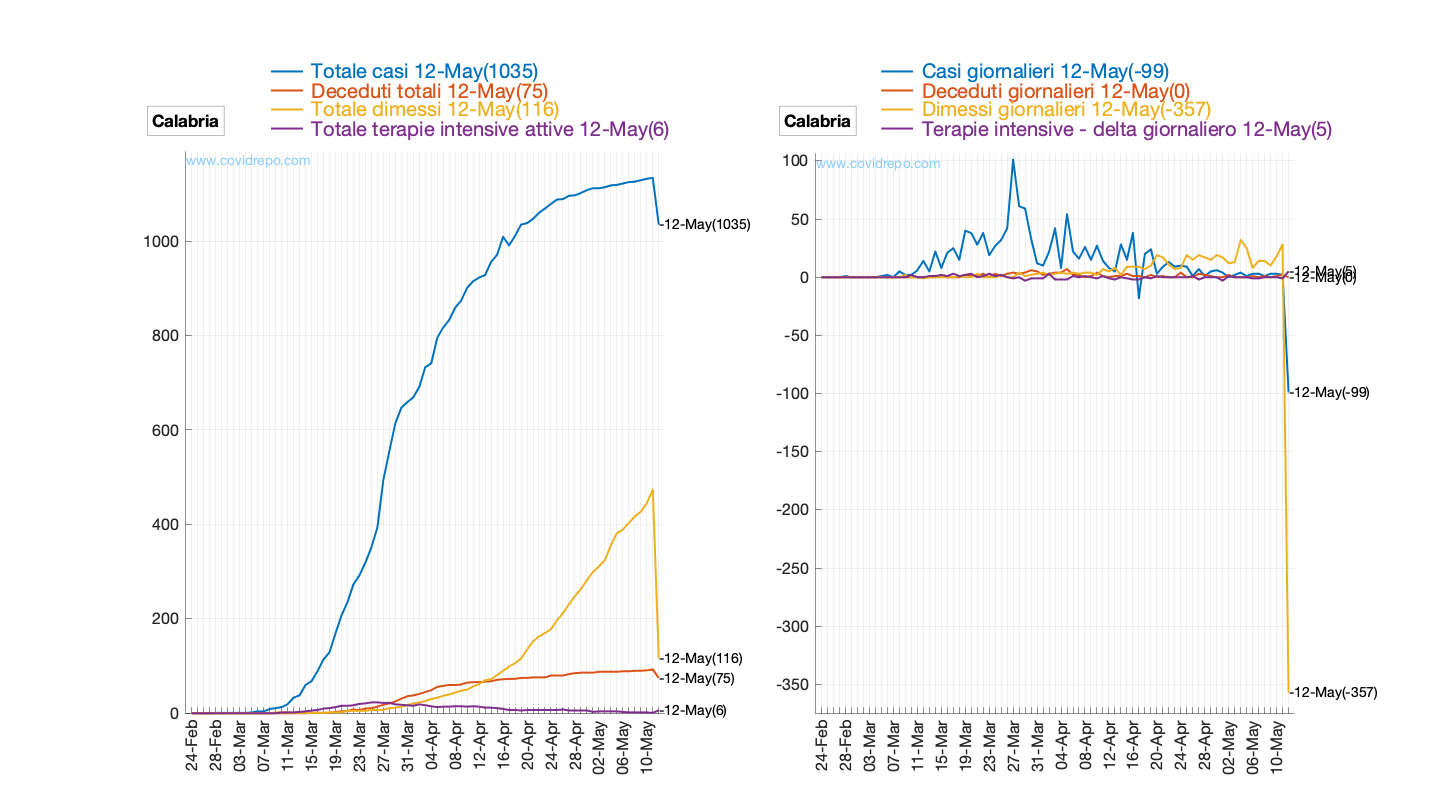 Totale casi 12-May(1035)
Deceduti totali 12-May(75)
Totale dimessi 12-May(116)
Totale terapie intensive attive 12-May(6)
Calabria
www.covidrepo.com
1000
800
600
400
200
0
12-May(1035)
12-May(116)
12-May(75)
12-May(6)
24-Feb
28-Feb
03-Mar
07-Mar
11-Mar
15-Mar
19-Mar
23-Mar
27-Mar
31-Mar
04-Apr
08-Apr
12-Apr
16-Apr
20-Apr
24-Apr
28-Apr
02-May
06-May
10-May
Casi giornalieri 12-May(-99)
Deceduti giornalieri 12-May(0)
Dimessi giornalieri 12-May(-357)
Terapie intensive - delta giornaliero 12-May(5)
Calabria
www.covidrepo.com
100
50
0
-50
-100
-150
-200
-250
-300
-350
12-May(5)
12-May(0)
12-May(-99)
12-May(-357)
24-Feb
28-Feb
03-Mar
07-Mar
11-Mar
15-Mar
19-Mar
23-Mar
27-Mar
31-Mar
04-Apr
08-Apr
12-Apr
16-Apr
20-Apr
24-Apr
28-Apr
02-May
06-May
10-May